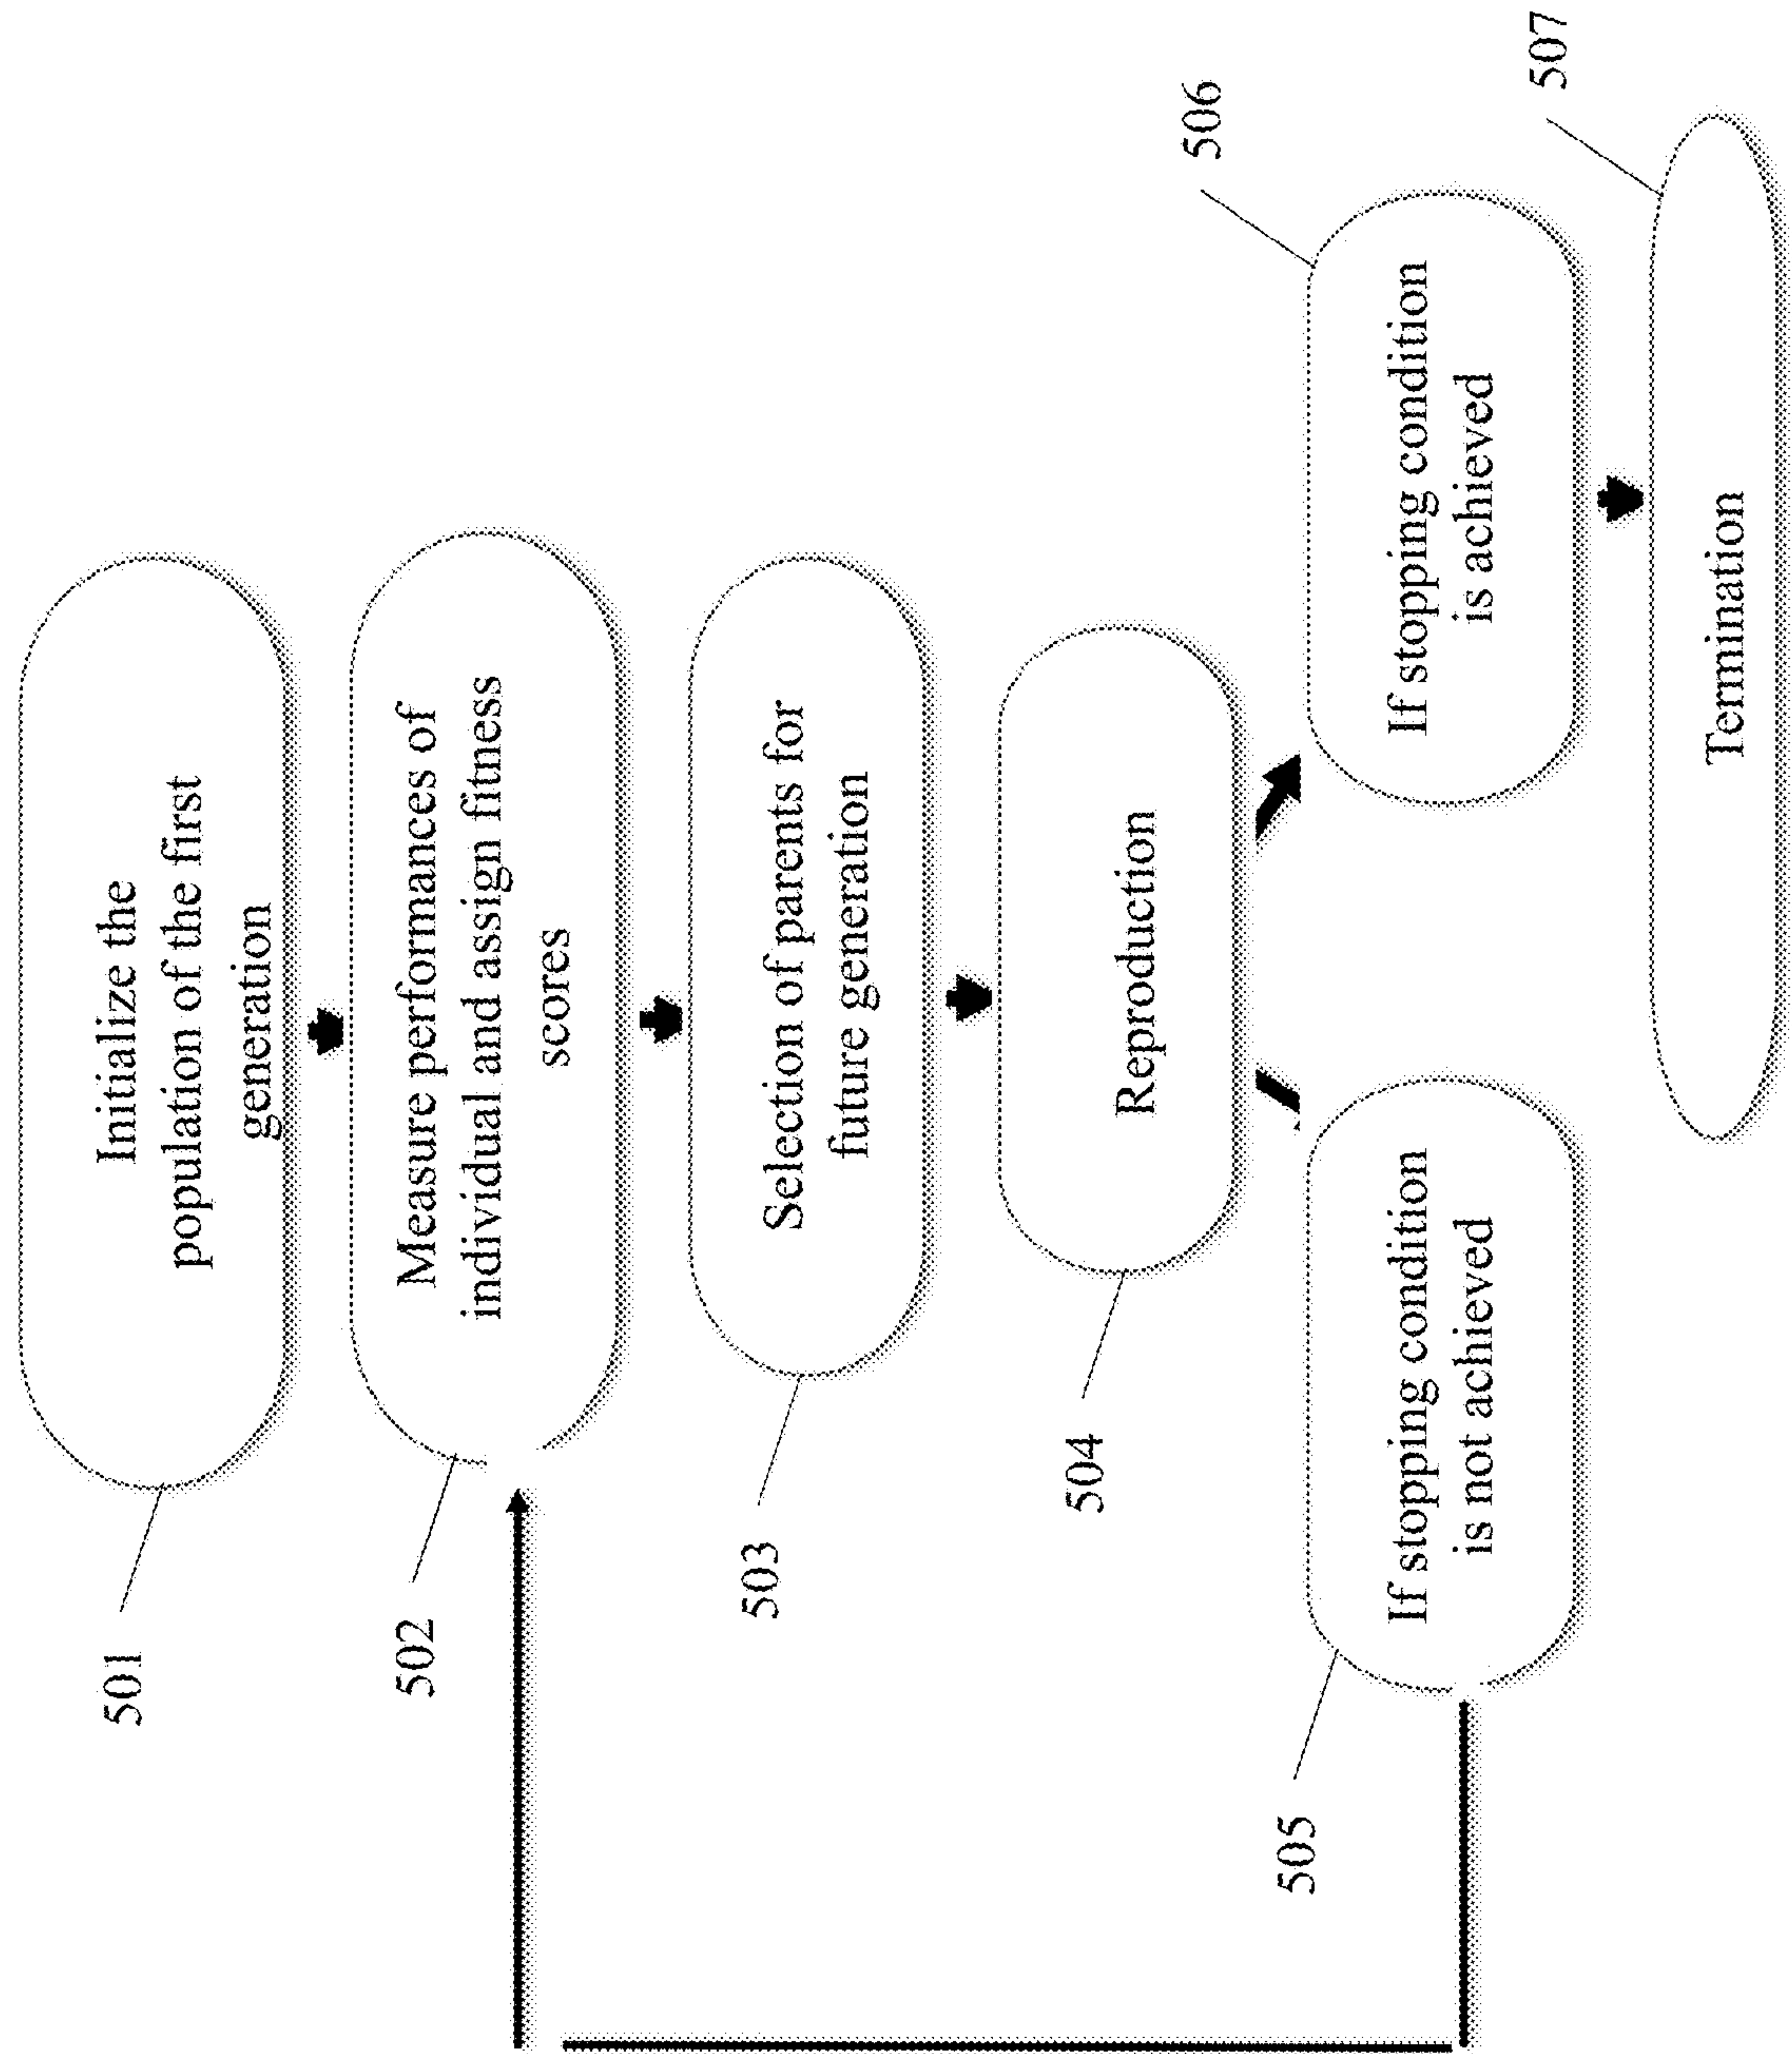 501
Initialize the
population of the first
generation
502
Measure performances of
individual and assign fitness
scores
503
Selection of parents for
future generation
504
Reproduction
505
If stopping condition
is not achieved
506
If stopping condition
is achieved
507
Termination